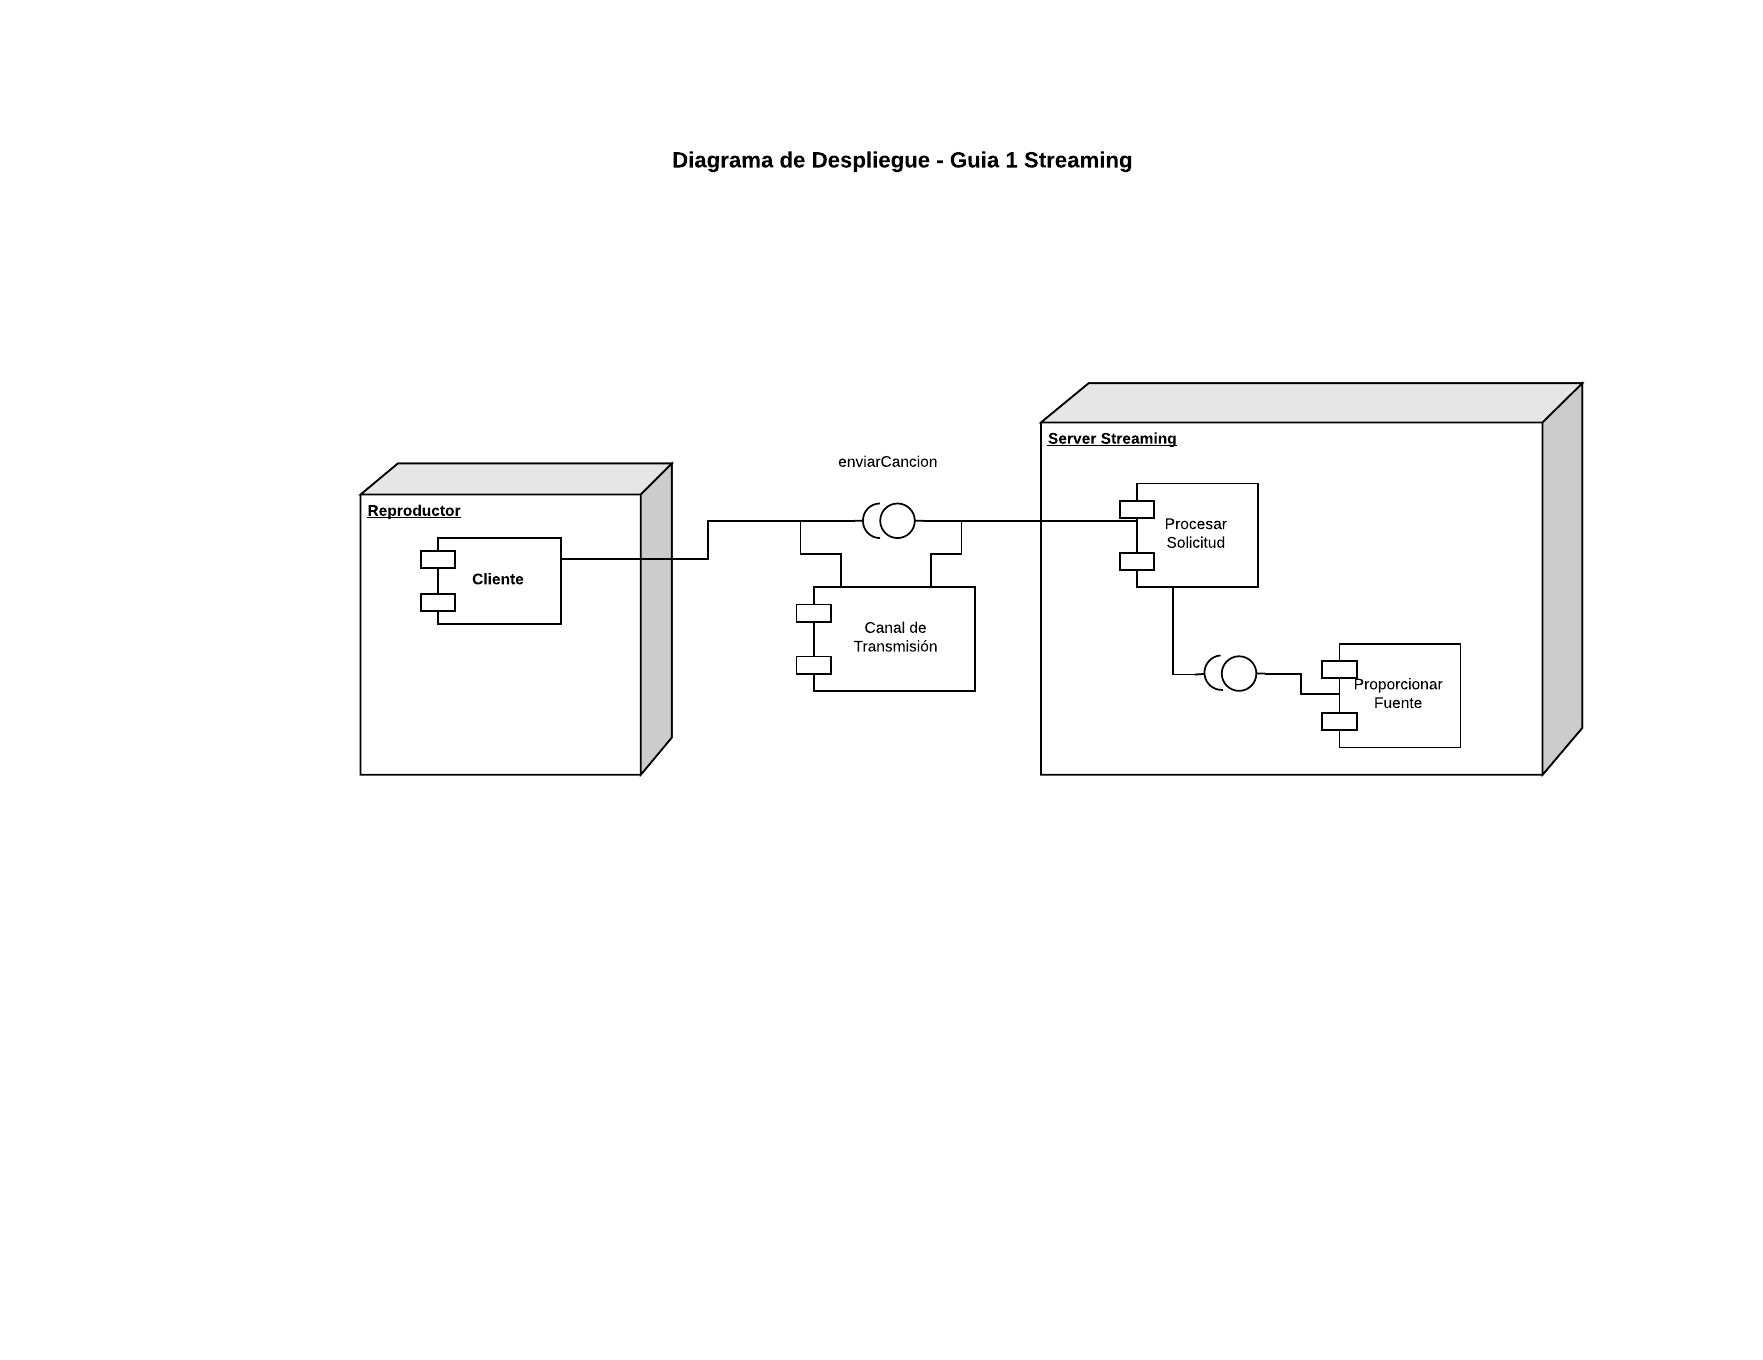 Diagrama de Despliegue - Guia 1 Streaming
Server Streaming
enviarCancion
Reproductor
Procesar
Solicitud
Cliente
Canal de
Transmisión
Proporcionar
Fuente